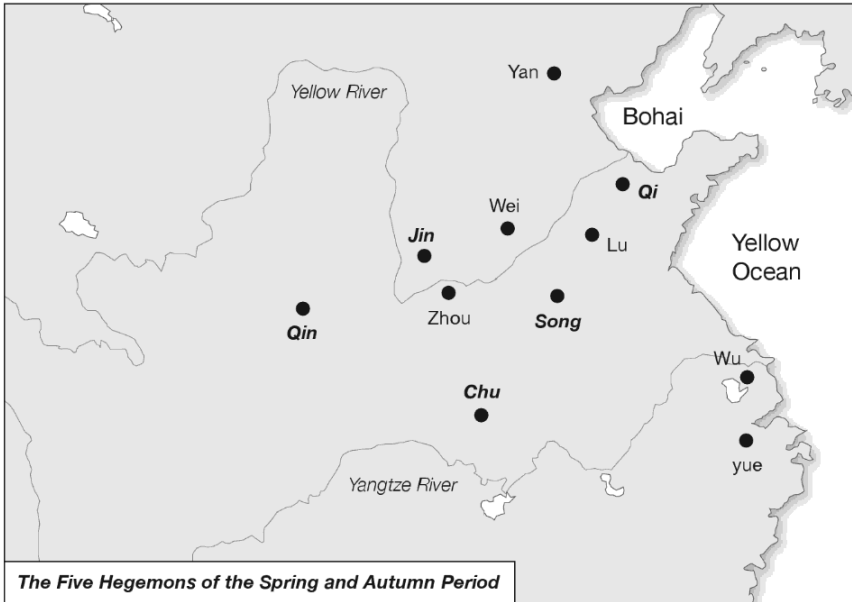 Yan
Yellow River
Bohai
Qi
Wei
Jin
Lu
Yellow
Ocean
Zhou
Song
Qin
Wu
Chu
yue
Yangtze River
The Five Hegemons of the Spring and Autumn Period